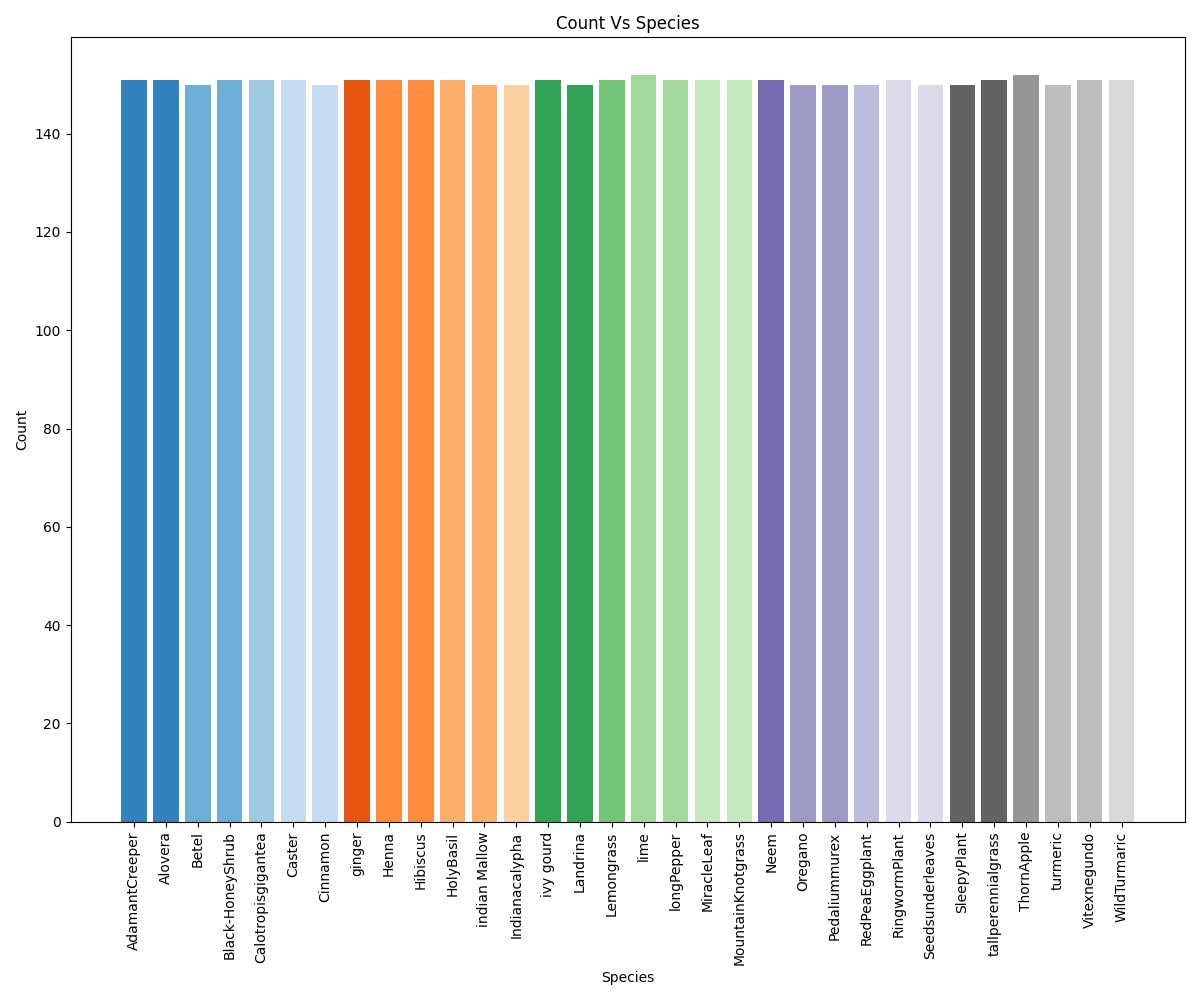 Count Vs Species
Count
140
120
100
80
60
40
20
0
AdamantCreeper
Alovera
Betel
Black-HoneyShrub
Calotropisgigantea
Caster
Cinnamon
ginger
Henna
Hibiscus
HolyBasil
indian Mallow
Indianacalypha
ivy gourd
Landrina
Lemongrass
lime
longPepper
MiracleLeaf
MountainKnotgrass
Neem
Oregano
Pedaliummurex
RedPeaEggplant
RingwormPlant
Seedsunderleaves
SleepyPlant
tallperennialgrass
ThornApple
turmeric
Vitexnegundo
WildTurmaric
Species